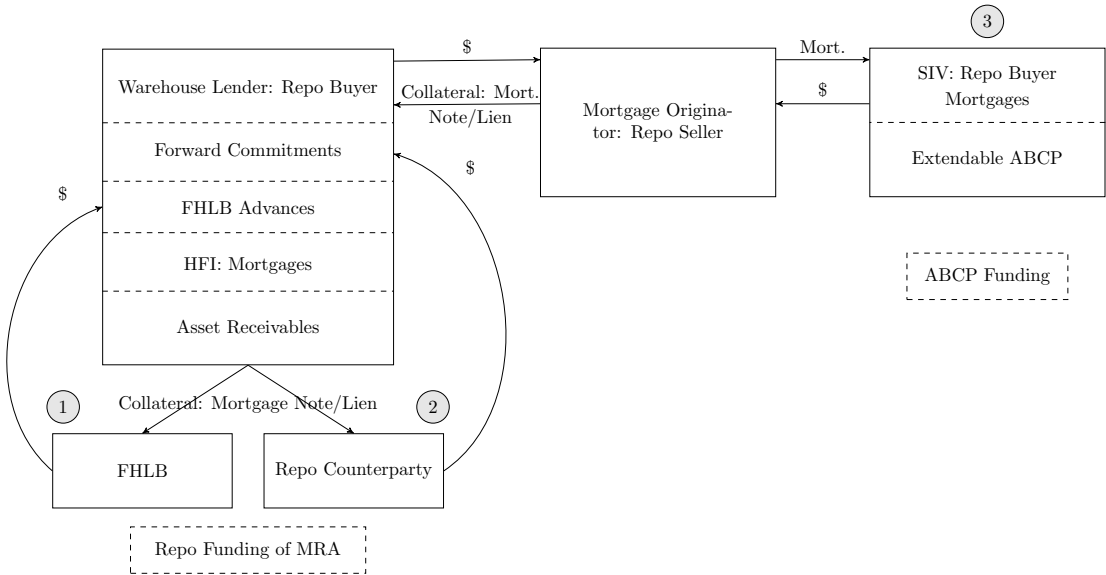 3
$
Mort.
Warehouse Lender: Repo Buyer
Collateral: Mort.
Note/Lien
Mortgage Origina-
tor: Repo Seller
$
SIV: Repo Buyer
Mortgages
Forward Commitments
Extendable ABCP
$
$
FHLB Advances
HFI: Mortgages
ABCP Funding
Asset Receivables
1
Collateral: Mortgage Note/Lien
2
FHLB
Repo Counterparty
Repo Funding of MRA